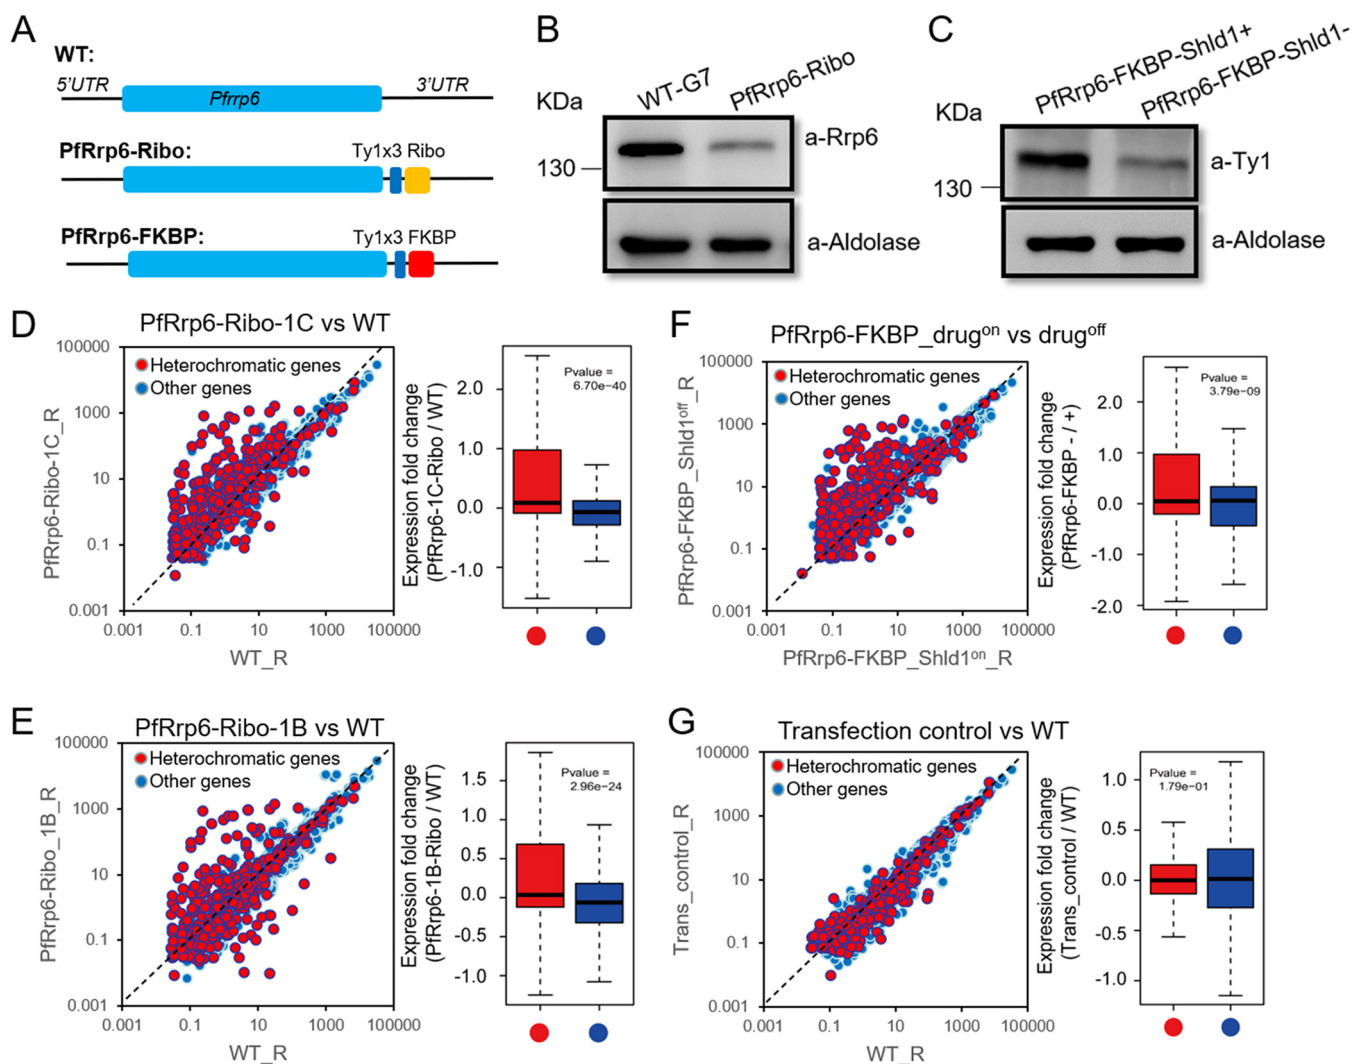 A
WT:
5'UTR
3'UTR
Pfrrp6
PfRrp6-Ribo:
Ty1x3 Ribo
PfRrp6-FKBP:
Ty1x3 FKBP
B
KDa
WT-G7
PfRrp6-Ribo
a-Rrp6
130
a-Aldolase
C
KDa
PfRrp6-FKBP-Shld1+
PfRrp6-FKBP-Shld1-
a-Ty1
130
a-Aldolase
D
PfRrp6-Ribo-1C vs WT
100000
1000
10
0.1
0.001
PfRrp6-Ribo-1C_R
Heterochromatic genes
Other genes
0.001
0.1
10
1000
100000
WT_R
Expression fold change
(PfRrp6-1C-Ribo / WT)
2.0
1.0
0.0
-1.0
Pvalue =
6.70e−40
F
PfRrp6-FKBP_drugon vs drugoff
100000
1000
10
0.1
0.001
PfRrp6-FKBP_Shld1off_R
Heterochromatic genes
Other genes
0.001
0.1
10
1000
100000
PfRrp6-FKBP_Shld1on_R
Expression fold change
(PfRrp6-FKBP - / +)
2.0
1.0
0.0
-1.0
-2.0
Pvalue =
3.79e−09
E
PfRrp6-Ribo-1B vs WT
100000
1000
10
0.1
0.001
PfRrp6-Ribo_1B_R
Heterochromatic genes
Other genes
0.001
0.1
10
1000
100000
WT_R
Expression fold change
(PfRrp6-1B-Ribo / WT)
1.5
1.0
0.5
0.0
-0.5
-1.0
Pvalue =
2.96e−24
G
Transfection control vs WT
100000
1000
10
0.1
0.001
Trans_control_R
Heterochromatic genes
Other genes
0.001
0.1
10
1000
100000
WT_R
Expression fold change
(Trans_control / WT)
1.0
0.5
0.0
-0.5
-1.0
Pvalue =
1.79e−01